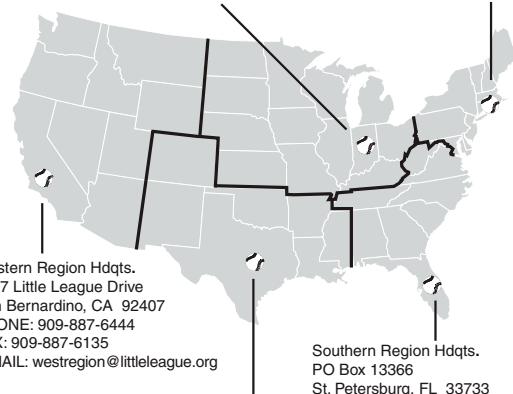 stern Region Hdqts.
7 Little League Drive
Bernardino, CA 92407
ONE: 909-887-6444
: 909-887-6135
AIL: westregion@littleleague.org
Southern Region Hdqts.
PO Box 13366
St. Petersburg, FL 33733